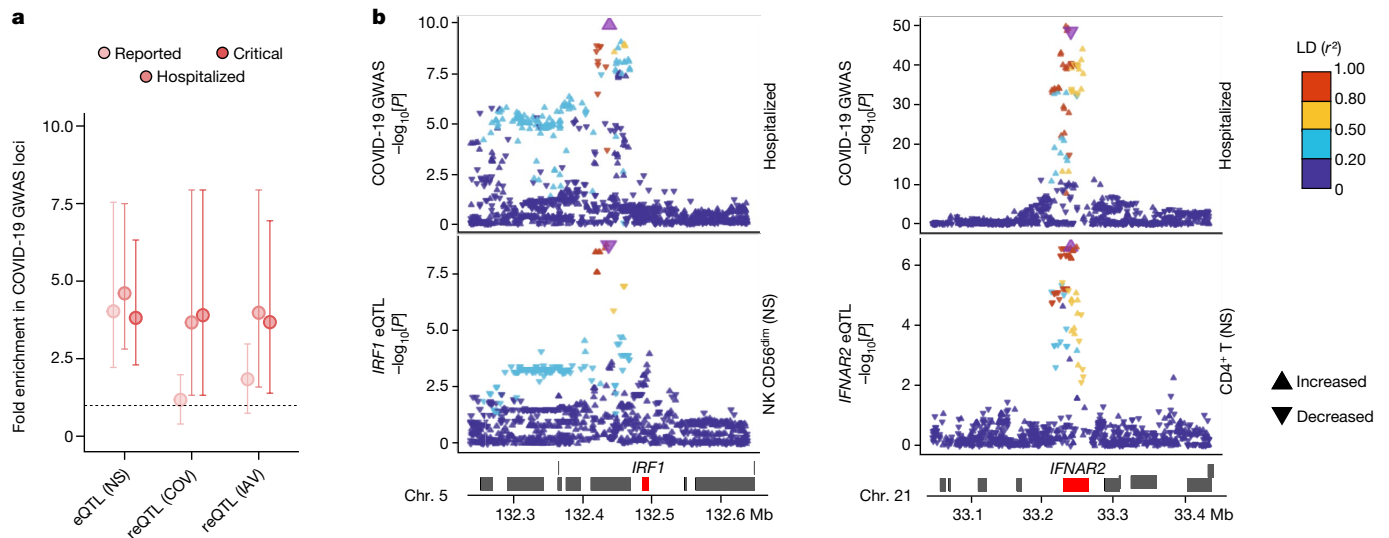 a
Reported
Critical
Hospitalized
Fold enrichment in COVID-19 GWAS loci
10.0
7.5
5.0
2.5
0
eQTL (NS)
reQTL (COV)
reQTL (IAV)
b
COVID-19 GWAS
–log10[P]
10.0
7.5
5.0
2.5
0
Hospitalized
IRF1 eQTL
–log10[P]
7.5
5.0
2.5
0
NK CD56dim (NS)
IRF1
Chr. 5
132.3
132.4
132.5
132.6 Mb
COVID-19 GWAS
–log10[P]
50
40
30
20
10
0
Hospitalized
IFNAR2 eQTL
–log10[P]
6
4
2
0
CD4+ T (NS)
IFNAR2
Chr. 21
33.1
33.2
33.3
33.4 Mb
LD (r²)
1.00
0.80
0.50
0.20
0
Increased
Decreased